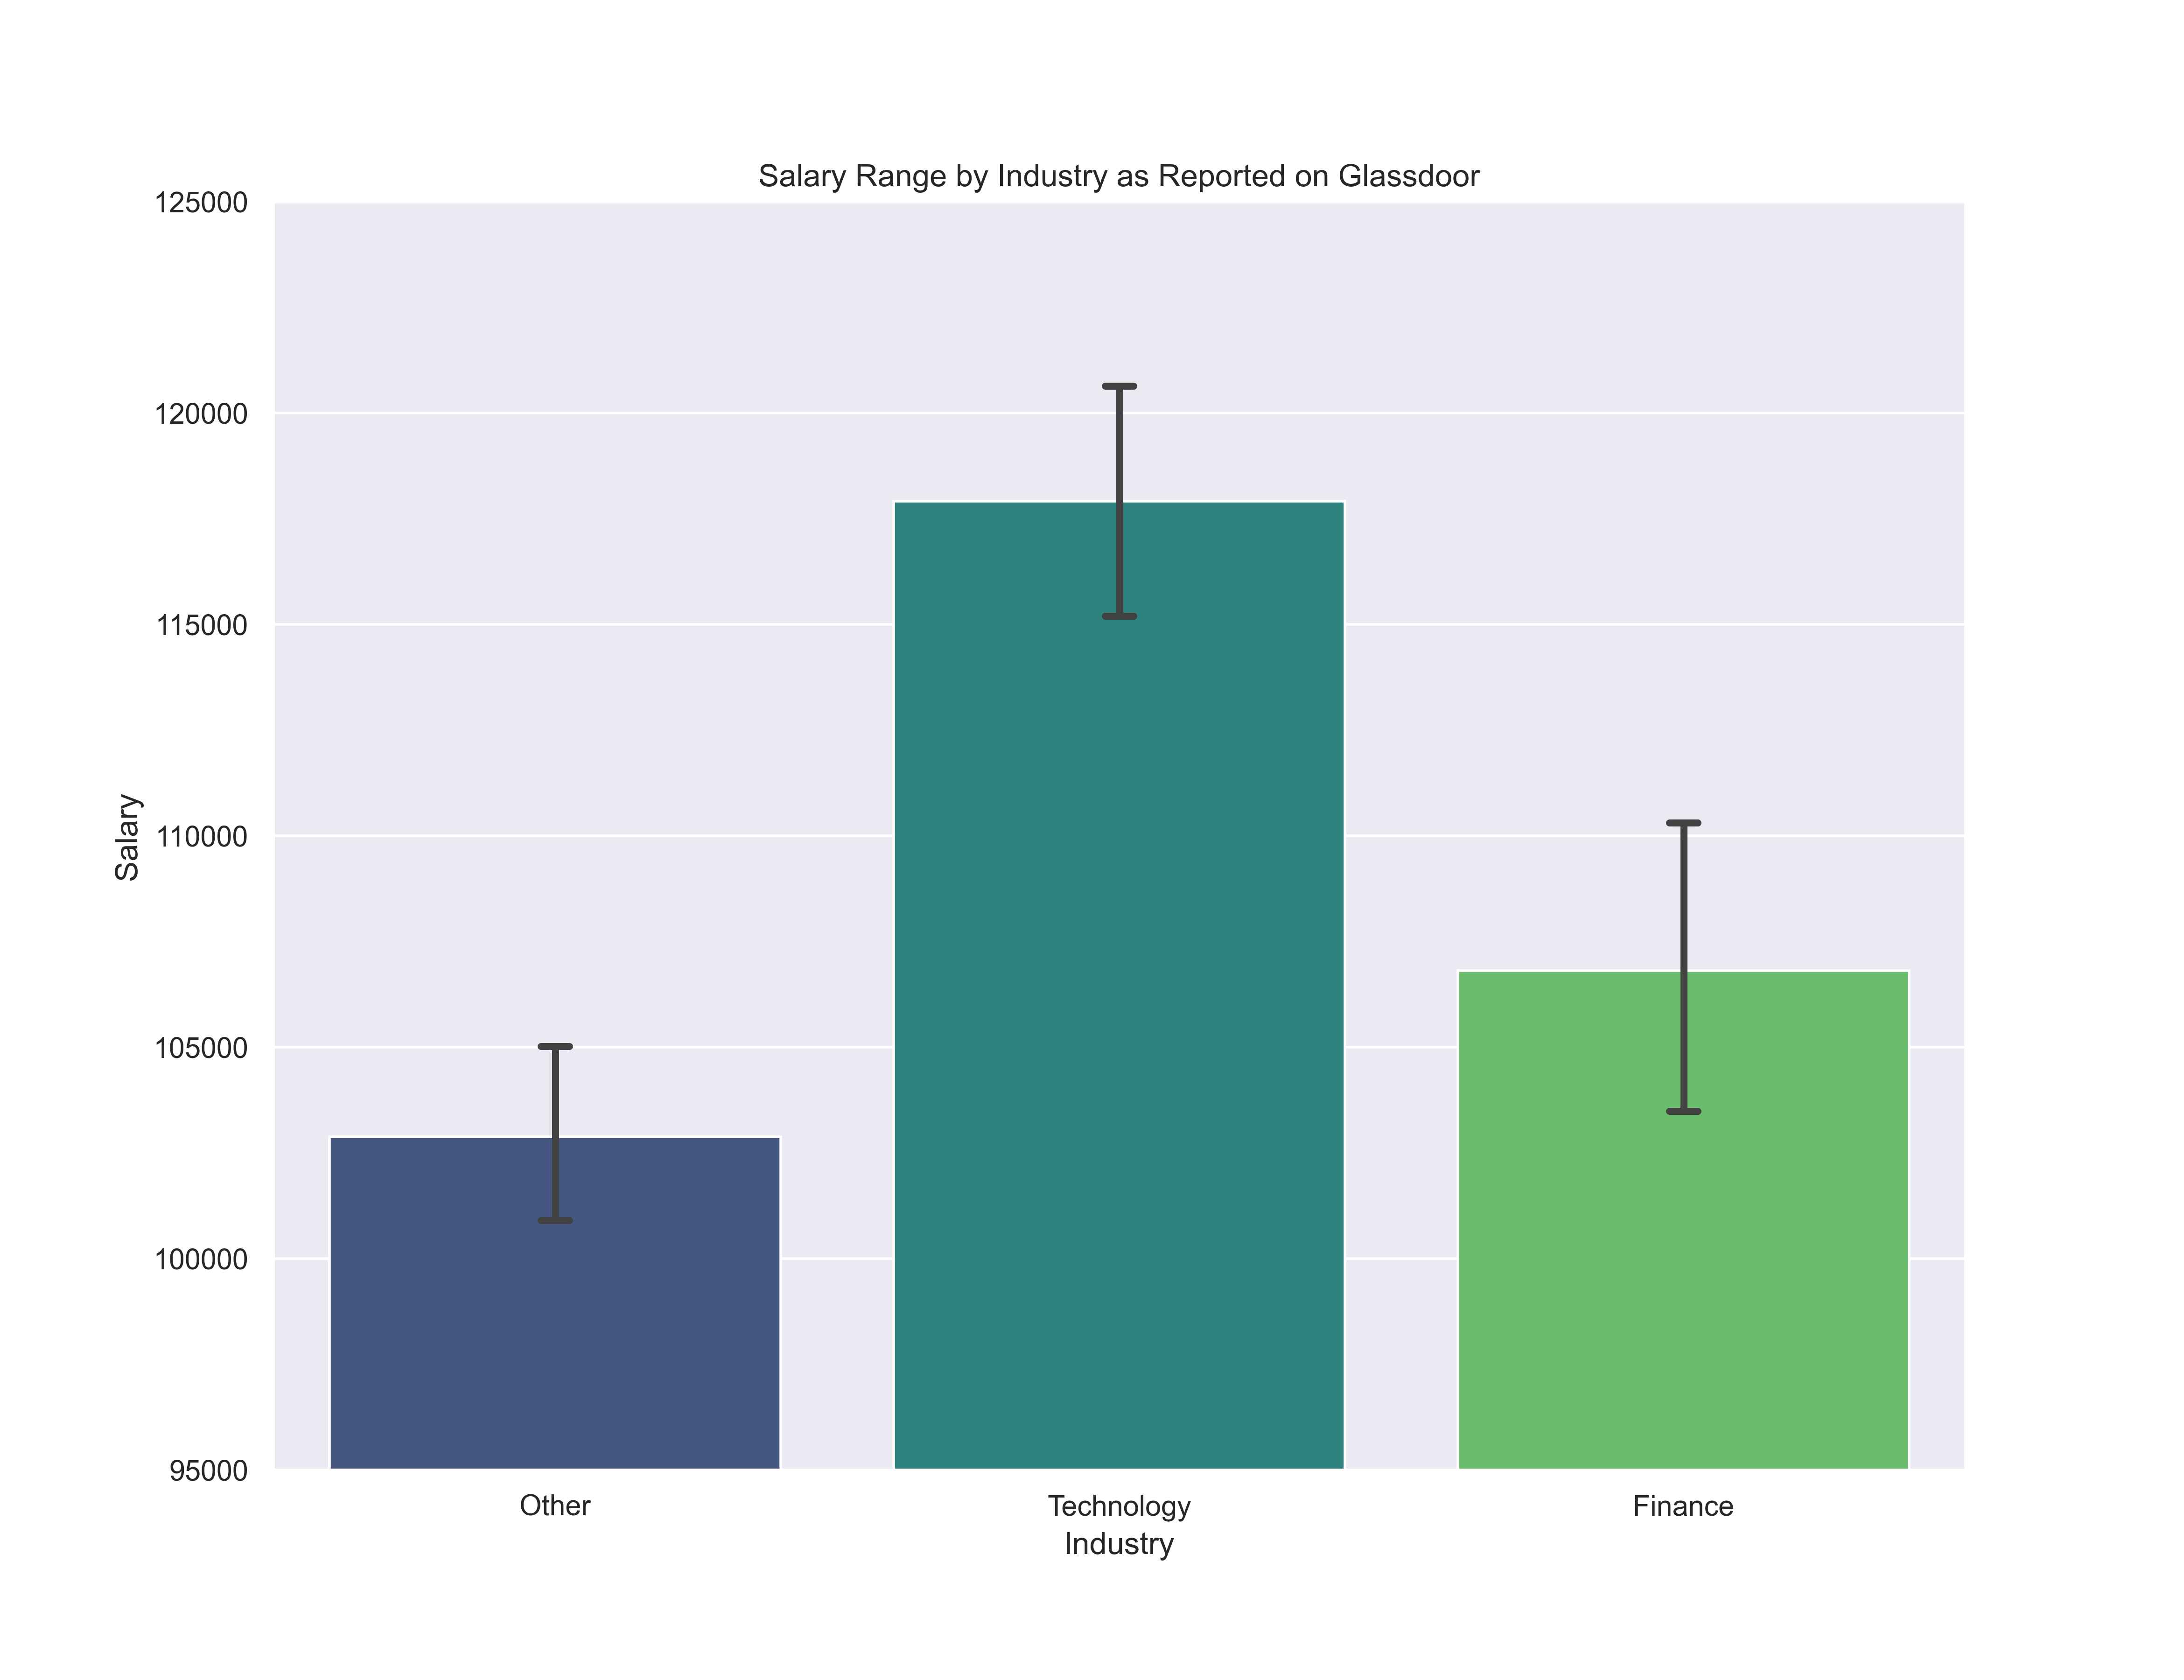 Salary Range by Industry as Reported on Glassdoor
125000
120000
115000
110000
105000
100000
95000
Salary
Other
Technology
Finance
Industry